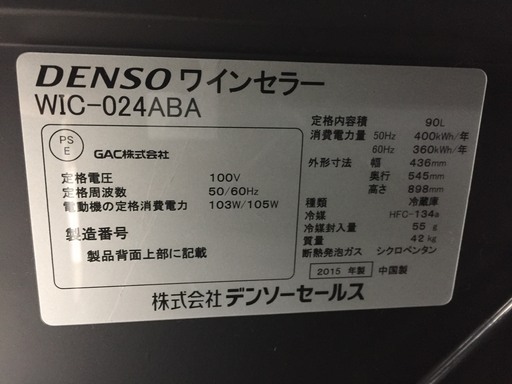 DENSO ワインセラー
WIC-024ABA
PS
E
GAC株式会社
定格電圧 100V
定格周波数 50/60Hz
電動機の定格消費電力 103W/105W
製造番号
製品背面上部に記載
定格内容積 90L
消費電力量 50Hz 400kWh/年
60Hz 360kWh/年
外形寸法 幅 436mm
奥行 545mm
高さ 898mm
種類 冷蔵庫
冷媒 HFC-134a
冷媒封入量 55 g
質量 42 kg
断熱発泡ガス シクロペンタン
2015 年製 中国製
株式会社デンソーセールス